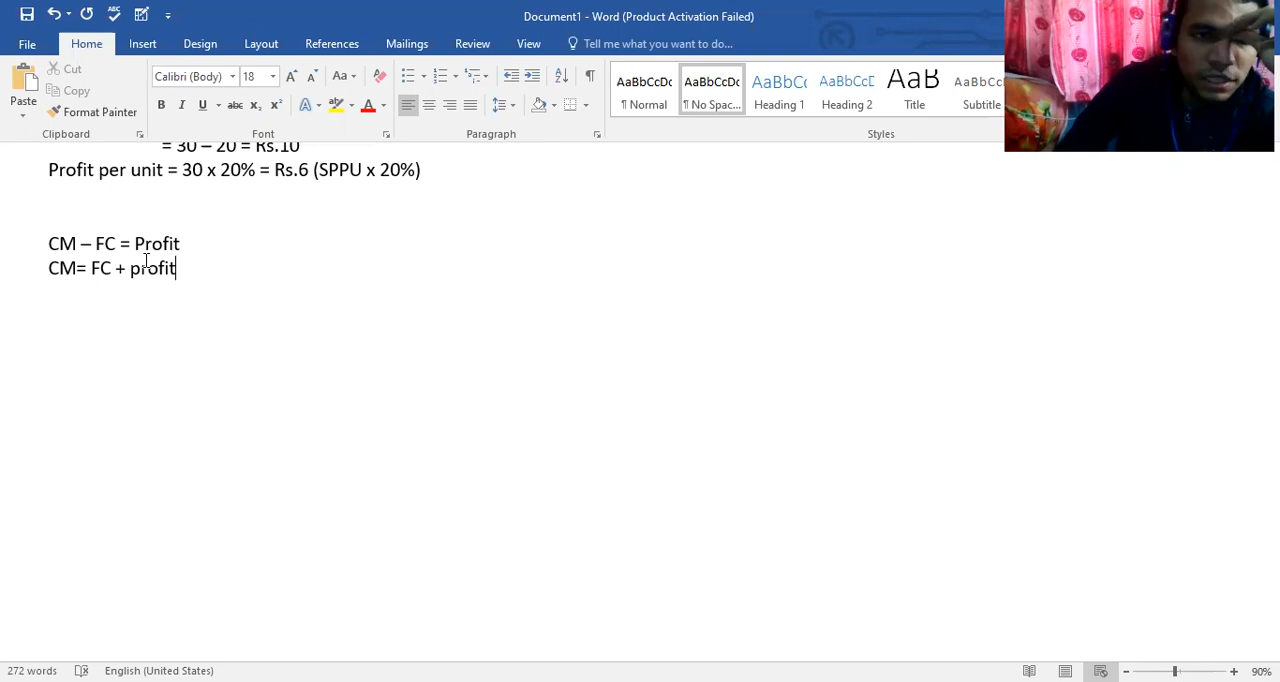 Document1 - Word (Product Activation Failed)
File Home Insert Design Layout References Mailings Review View Tell me what you want to do...
Paste
Cut
Copy
Format Painter
Clipboard
Calibri (Body) 18
Font
Paragraph
AaBbCcDc AaBbCcDc AaBbCc AaBbCcD AaB AaBbCcD
¶ Normal ¶ No Spac... Heading 1 Heading 2 Title Subtitle
Styles
= 30 – 20 = Rs.10
Profit per unit = 30 x 20% = Rs.6 (SPPU x 20%)
CM – FC = Profit
CM= FC + profit
272 words English (United States) 90%